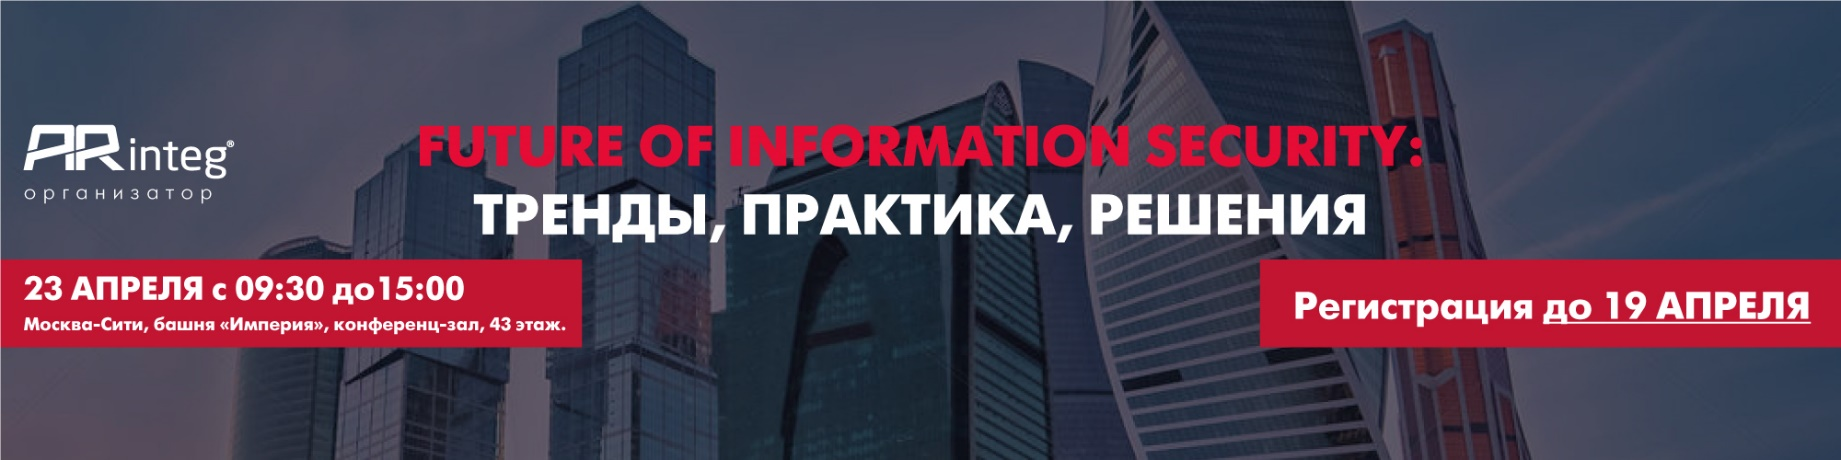 ARinteg®
организатор
FUTURE OF INFORMATION SECURITY:
ТРЕНДЫ, ПРАКТИКА, РЕШЕНИЯ
23 АПРЕЛЯ с 09:30 до15:00
Москва-Сити, башня «Империя», конференц-зал, 43 этаж.
Регистрация до 19 АПРЕЛЯ